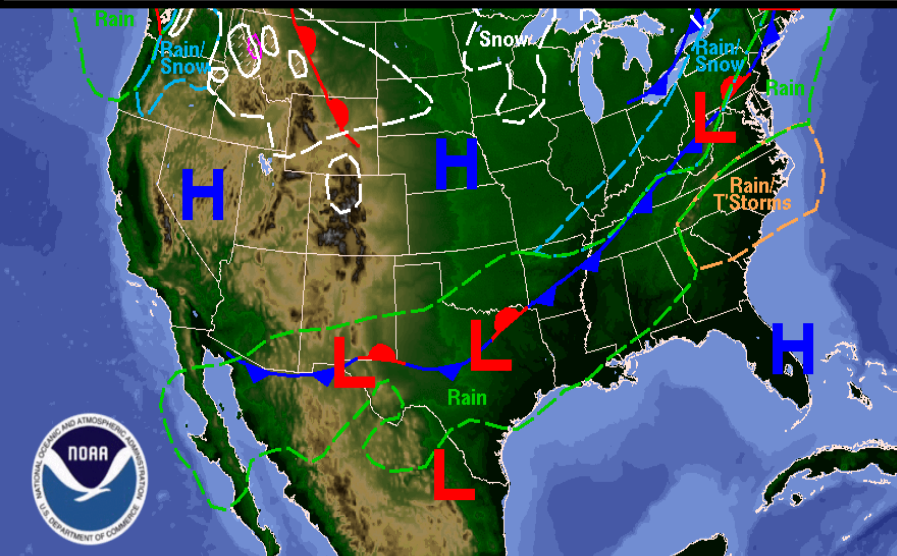 Rain
Snow
Rain/
Snow
Rain/
Snow
Rain
H
H
L
Rain/
T'Storms
H
L
L
Rain
L
NATIONAL OCEANIC AND ATMOSPHERIC ADMINISTRATION
NOAA
U.S. DEPARTMENT OF COMMERCE